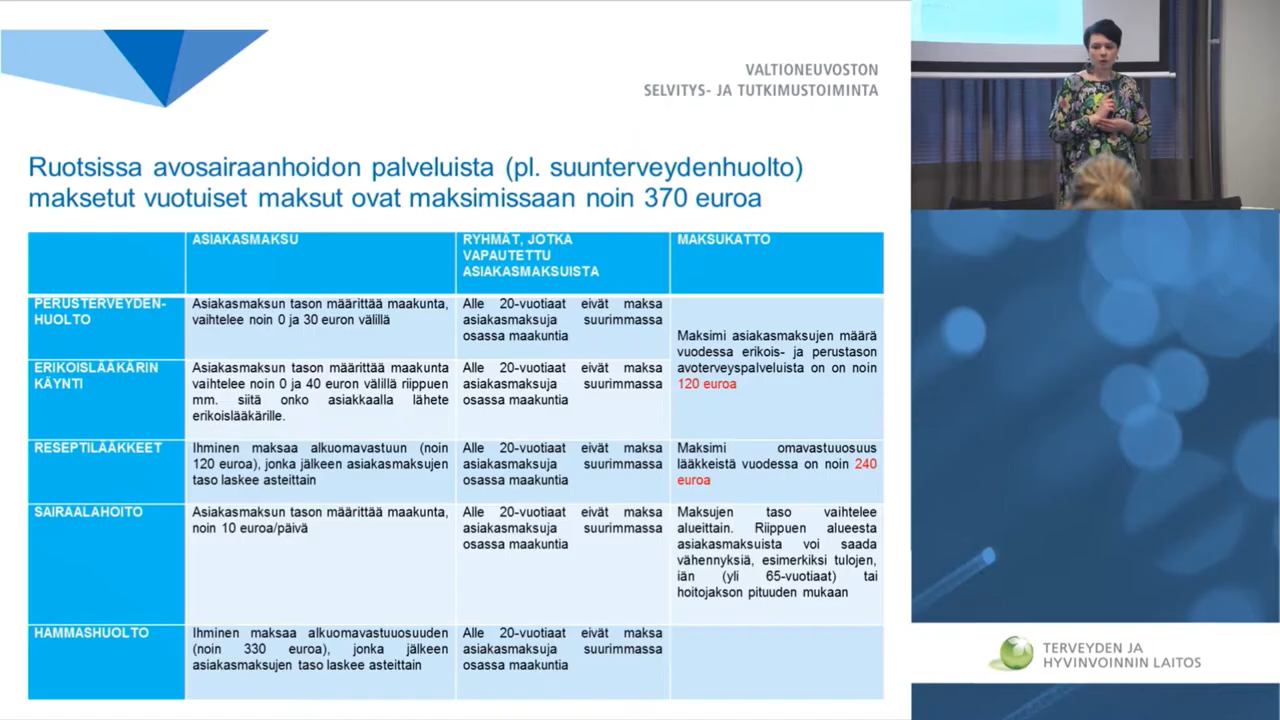 VALTIONEUVOSTON
SELVITYS- JA TUTKIMUSTOIMINTA
Ruotsissa avosairaanhoidon palveluista (pl. suunterveydenhuolto)
maksetut vuotuiset maksut ovat maksimissaan noin 370 euroa
ASIAKASMAKSU
RYHMÄT, JOTKA
VAPAUTETTU
ASIAKASMAKSUISTA
MAKSUKATTO
PERUSTERVEYDEN-
HUOLTO
Asiakasmaksun tason määrittää maakunta,
vaihtelee noin 0 ja 30 euron välillä
Alle 20-vuotiaat eivät maksa
asiakasmaksuja suurimmassa
osassa maakuntia
Maksimi asiakasmaksujen määrä
vuodessa erikois- ja perustason
avoterveyspalveluista on on noin
120 euroa
ERIKOISLÄÄKÄRIN
KÄYNTI
Asiakasmaksun tason määrittää maakunta
vaihtelee noin 0 ja 40 euron välillä riippuen
mm. siitä onko asiakkaalla lähete
erikoislääkärille.
Alle 20-vuotiaat eivät maksa
asiakasmaksuja suurimmassa
osassa maakuntia
RESEPTILÄÄKKEET
Ihminen maksaa alkuomavastuun (noin
120 euroa), jonka jälkeen asiakasmaksujen
taso laskee asteittain
Alle 20-vuotiaat eivät maksa
asiakasmaksuja suurimmassa
osassa maakuntia
Maksimi omavastuuosuus
lääkkeistä vuodessa on noin 240
euroa
SAIRAALAHOITO
Asiakasmaksun tason määrittää maakunta,
noin 10 euroa/päivä
Alle 20-vuotiaat eivät maksa
asiakasmaksuja suurimmassa
osassa maakuntia
Maksujen taso vaihtelee
alueittain. Riippuen alueesta
asiakasmaksuista voi saada
vähennyksiä, esimerkiksi tulojen,
iän (yli 65-vuotiaat) tai
hoitojakson pituuden mukaan
HAMMASHUOLTO
Ihminen maksaa alkuomavastuuosuuden
(noin 330 euroa), jonka jälkeen
asiakasmaksujen taso laskee asteittain
Alle 20-vuotiaat eivät maksa
asiakasmaksuja suurimmassa
osassa maakuntia
TERVEYDEN JA
HYVINVOINNIN LAITOS